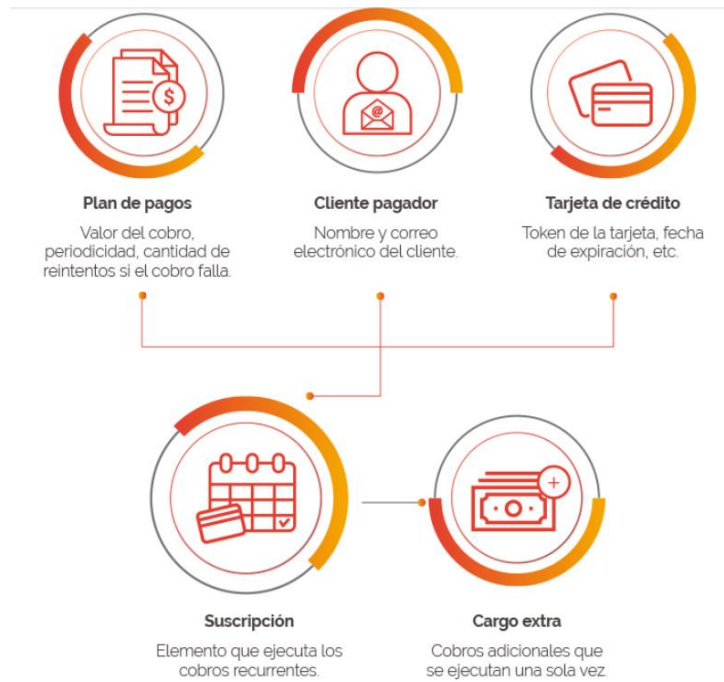 $
@
Plan de pagos
Valor del cobro,
periodicidad, cantidad de
reintentos si el cobro falla.
Cliente pagador
Nombre y correo
electrónico del cliente.
Tarjeta de crédito
Token de la tarjeta, fecha
de expiración, etc.
+
Suscripción
Elemento que ejecuta los
cobros recurrentes.
Cargo extra
Cobros adicionales que
se ejecutan una sola vez.